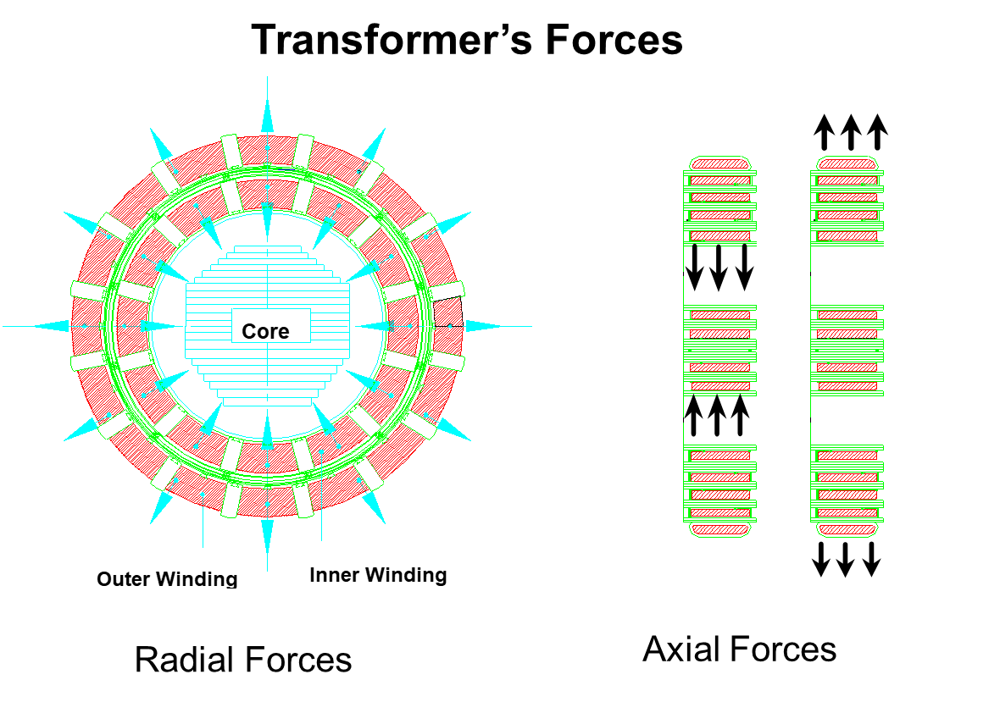 Transformer’s Forces
Core
Outer Winding
Inner Winding
Radial Forces
Axial Forces